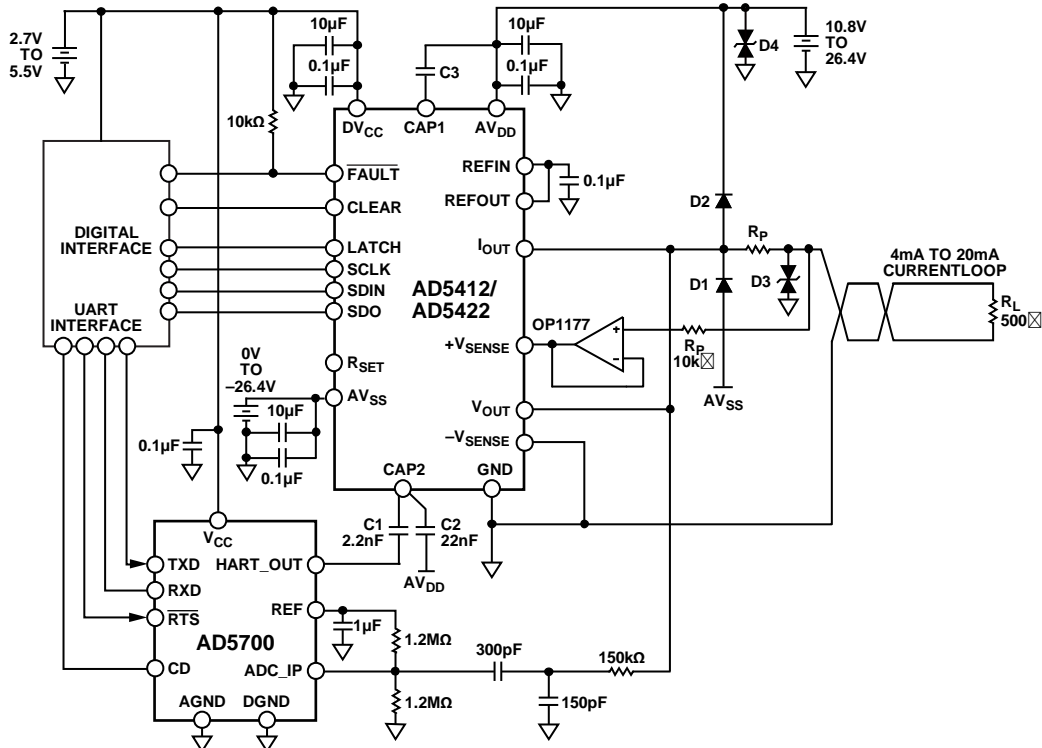 2.7V
TO
5.5V
10µF
0.1µF
C3
10µF
0.1µF
D4
10.8V
TO
26.4V
10kΩ
DVCC
CAP1
AVDD
DIGITAL
INTERFACE
UART
INTERFACE
FAULT
CLEAR
LATCH
SCLK
SDIN
SDO
RSET
AVSS
AD5412/
AD5422
REFIN
REFOUT
0.1µF
IOUT
+VSENSE
VOUT
–VSENSE
CAP2
GND
OP1177
+
–
D2
D1
RP
D3
RP
10k
AVSS
4mA TO 20mA
CURRENTLOOP
RL
500
0V
TO
–26.4V
10µF
0.1µF
0.1µF
C1
2.2nF
C2
22nF
AVDD
VCC
TXD
RXD
RTS
CD
AD5700
HART_OUT
REF
ADC_IP
AGND
DGND
1µF
1.2MΩ
1.2MΩ
300pF
150pF
150kΩ